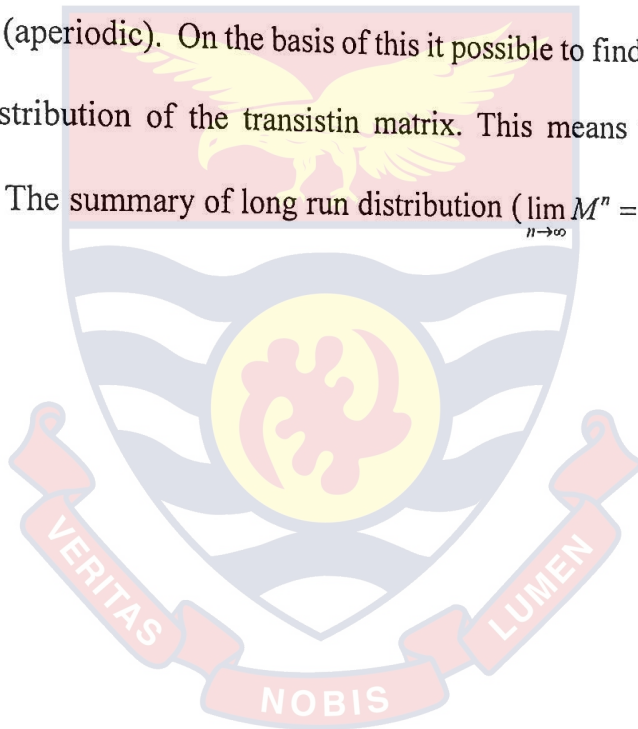 (aperiodic). On the basis of this it possible to find
stribution of the transistin matrix. This means
The summary of long run distribution ( lim M^n =
n→∞
VERITAS
NOBIS
LUMEN